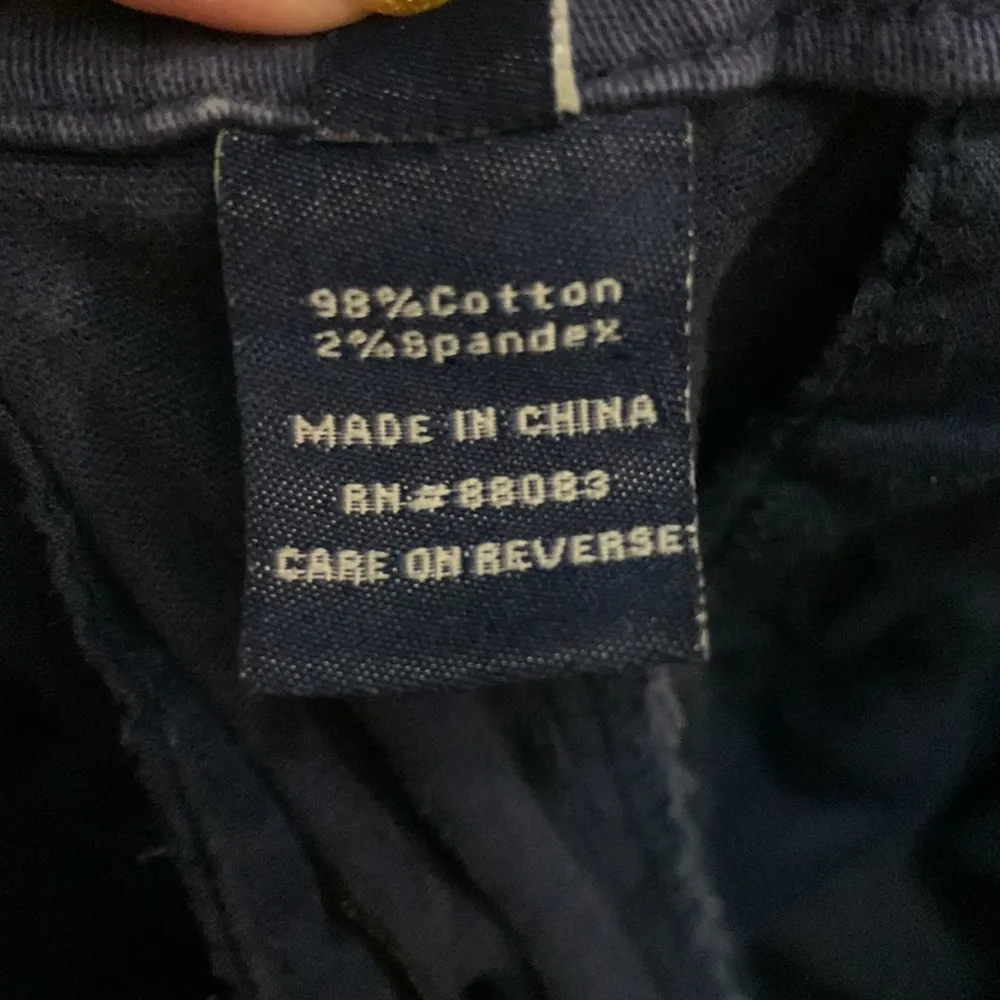 98%Cotton
2%Spandex
MADE IN CHINA
RN#88083
CARE ON REVERSE